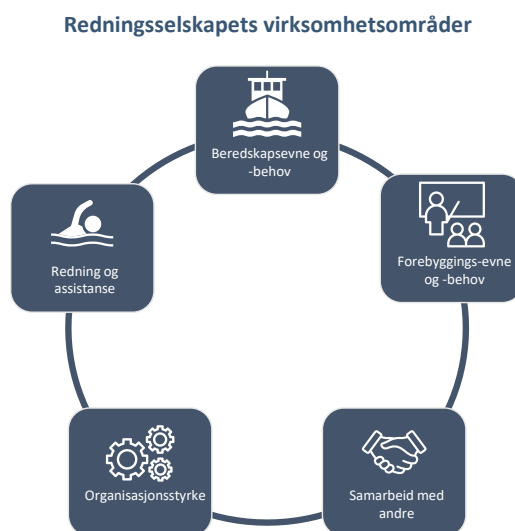 Redningsselskapets virksomhetsområder
Beredskapsevne og
-behov
Forebyggings-evne
og -behov
Samarbeid med
andre
Organisasjonsstyrke
Redning og
assistanse